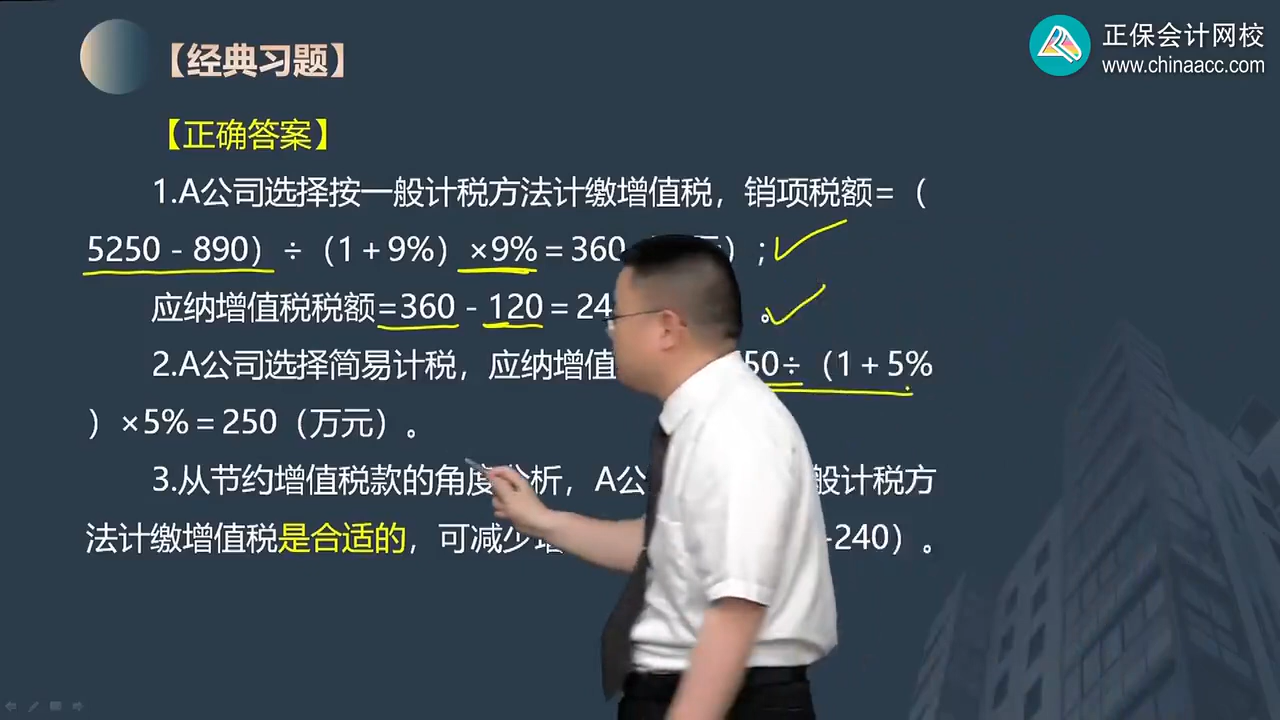 【经典习题】
正保会计网校
www.chinaacc.com
【正确答案】
1.A公司选择按一般计税方法计缴增值税，销项税额＝（
5250－890）÷（1＋9%）×9%＝360 ）；
应纳增值税税额=360－120＝24 。
2.A公司选择简易计税，应纳增值 50÷（1＋5%
）×5%＝250（万元）。
3.从节约增值税款的角度分析，A公 般计税方
法计缴增值税是合适的，可减少增 -240）。